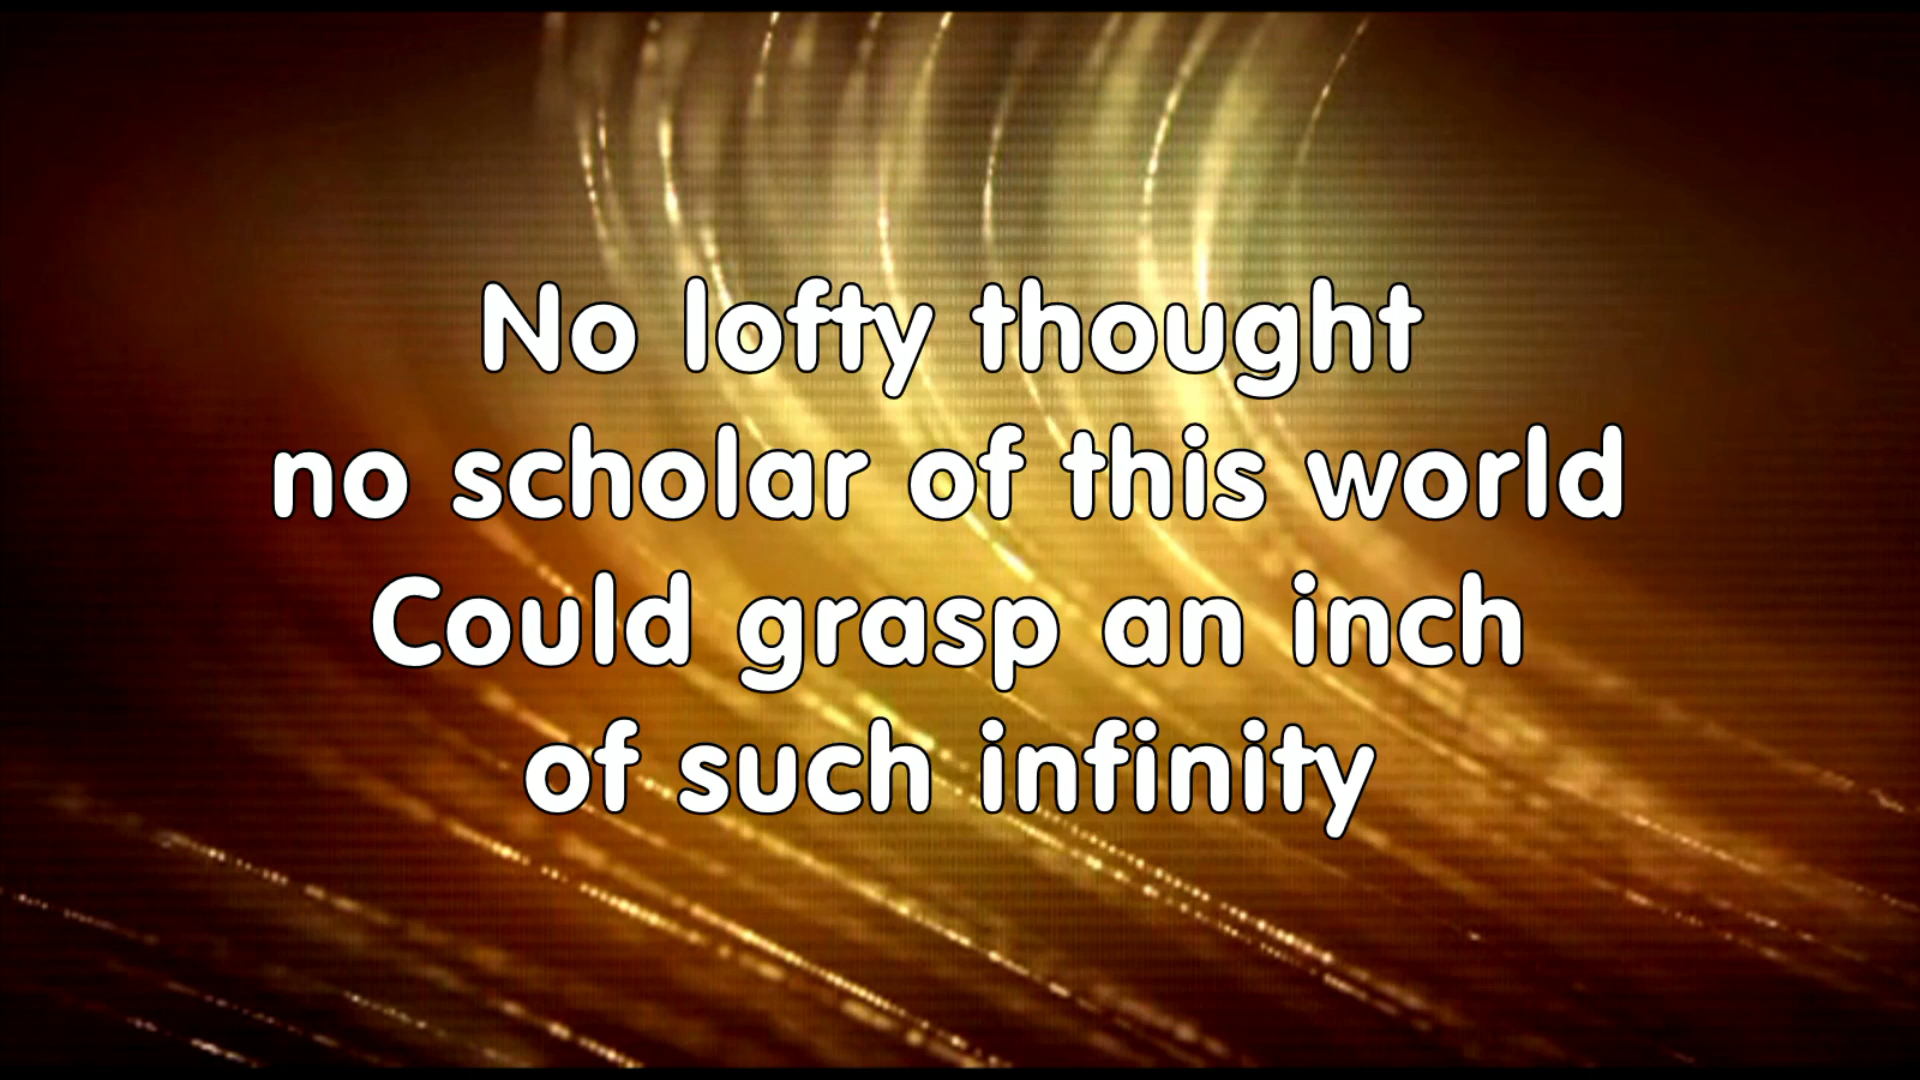 No lofty thought
no scholar of this world
Could grasp an inch
of such infinity